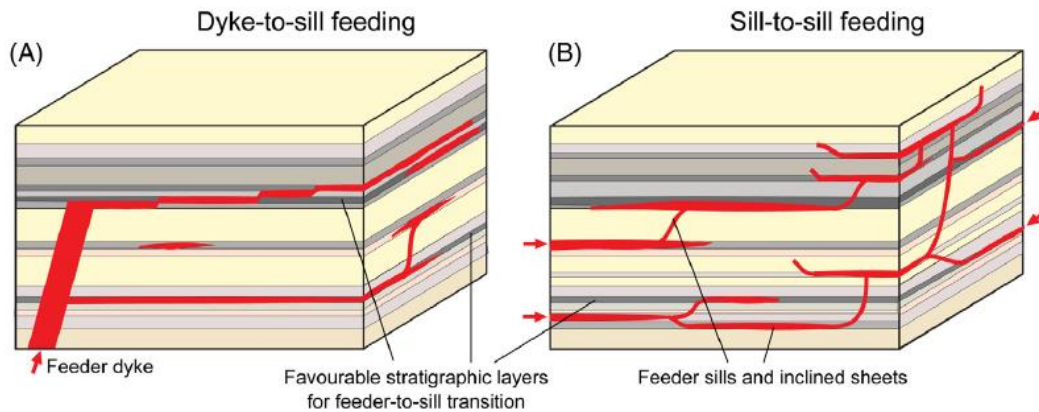 Dyke-to-sill feeding
Sill-to-sill feeding
(A)
(B)
Feeder dyke
Favourable stratigraphic layers
for feeder-to-sill transition
Feeder sills and inclined sheets